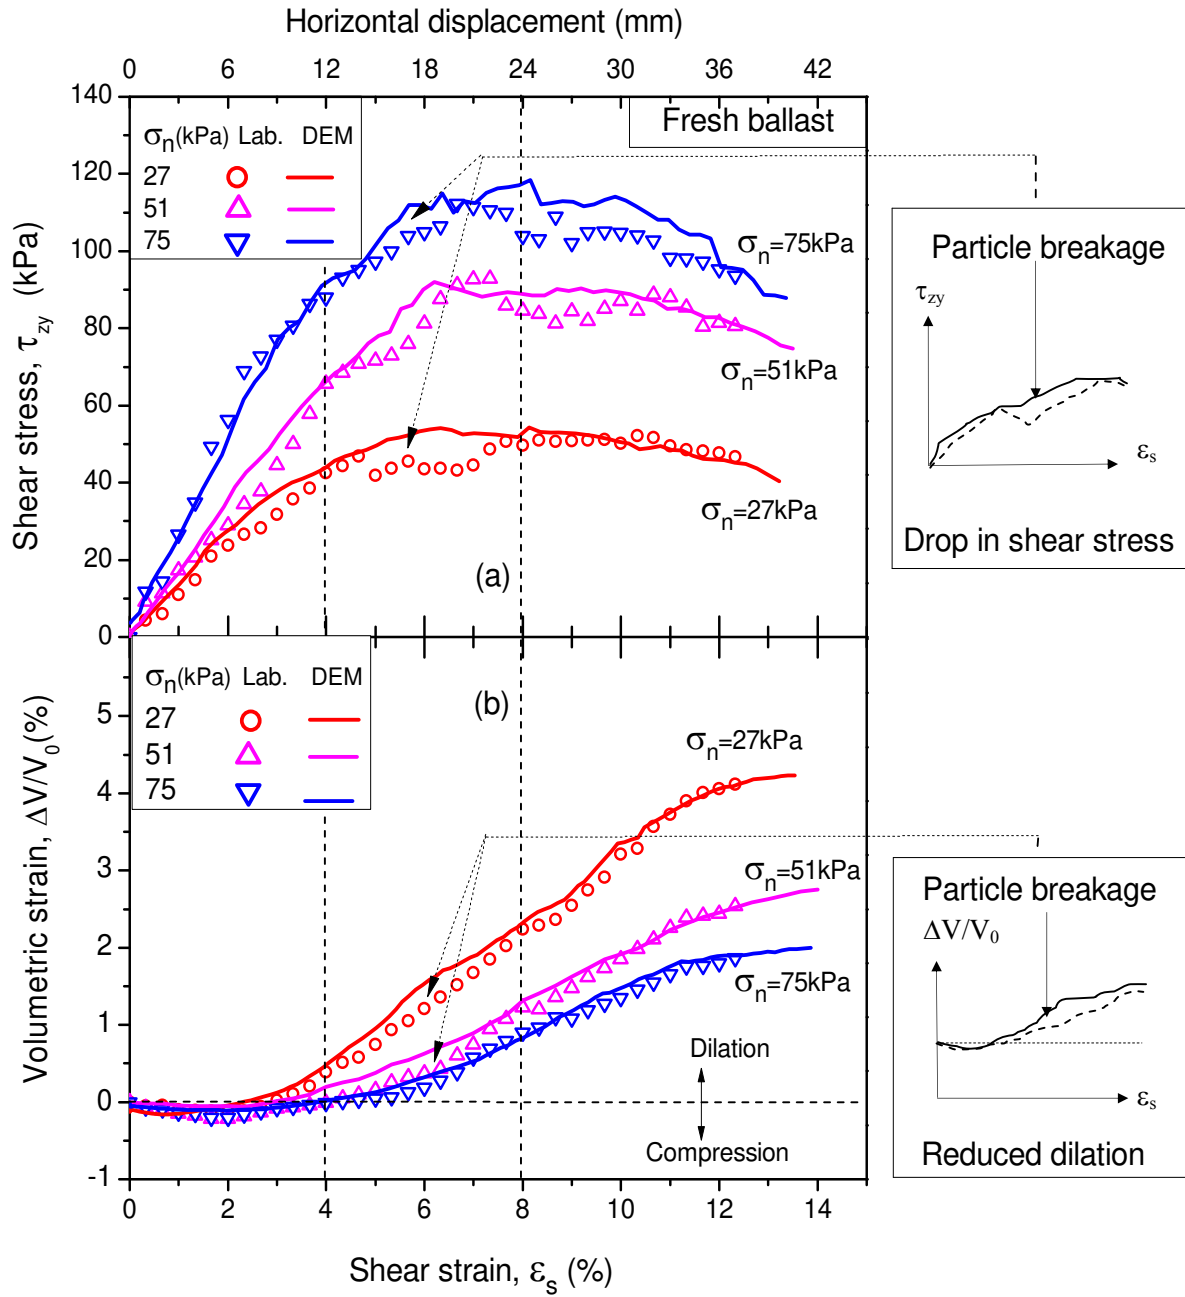 Horizontal displacement (mm)
0 6 12 18 24 30 36 42
140
120
100
80
60
40
20
0
Shear stress, τzy (kPa)
σn(kPa) Lab. DEM
27
51
75
Fresh ballast
σn=75kPa
σn=51kPa
σn=27kPa
(a)
Particle breakage
τzy
εs
Drop in shear stress
5
4
3
2
1
0
-1
Volumetric strain, ΔV/V0(%)
σn(kPa) Lab. DEM
27
51
75
(b)
σn=27kPa
σn=51kPa
σn=75kPa
Dilation
Compression
Particle breakage
ΔV/V0
εs
Reduced dilation
0 2 4 6 8 10 12 14
Shear strain, εs (%)